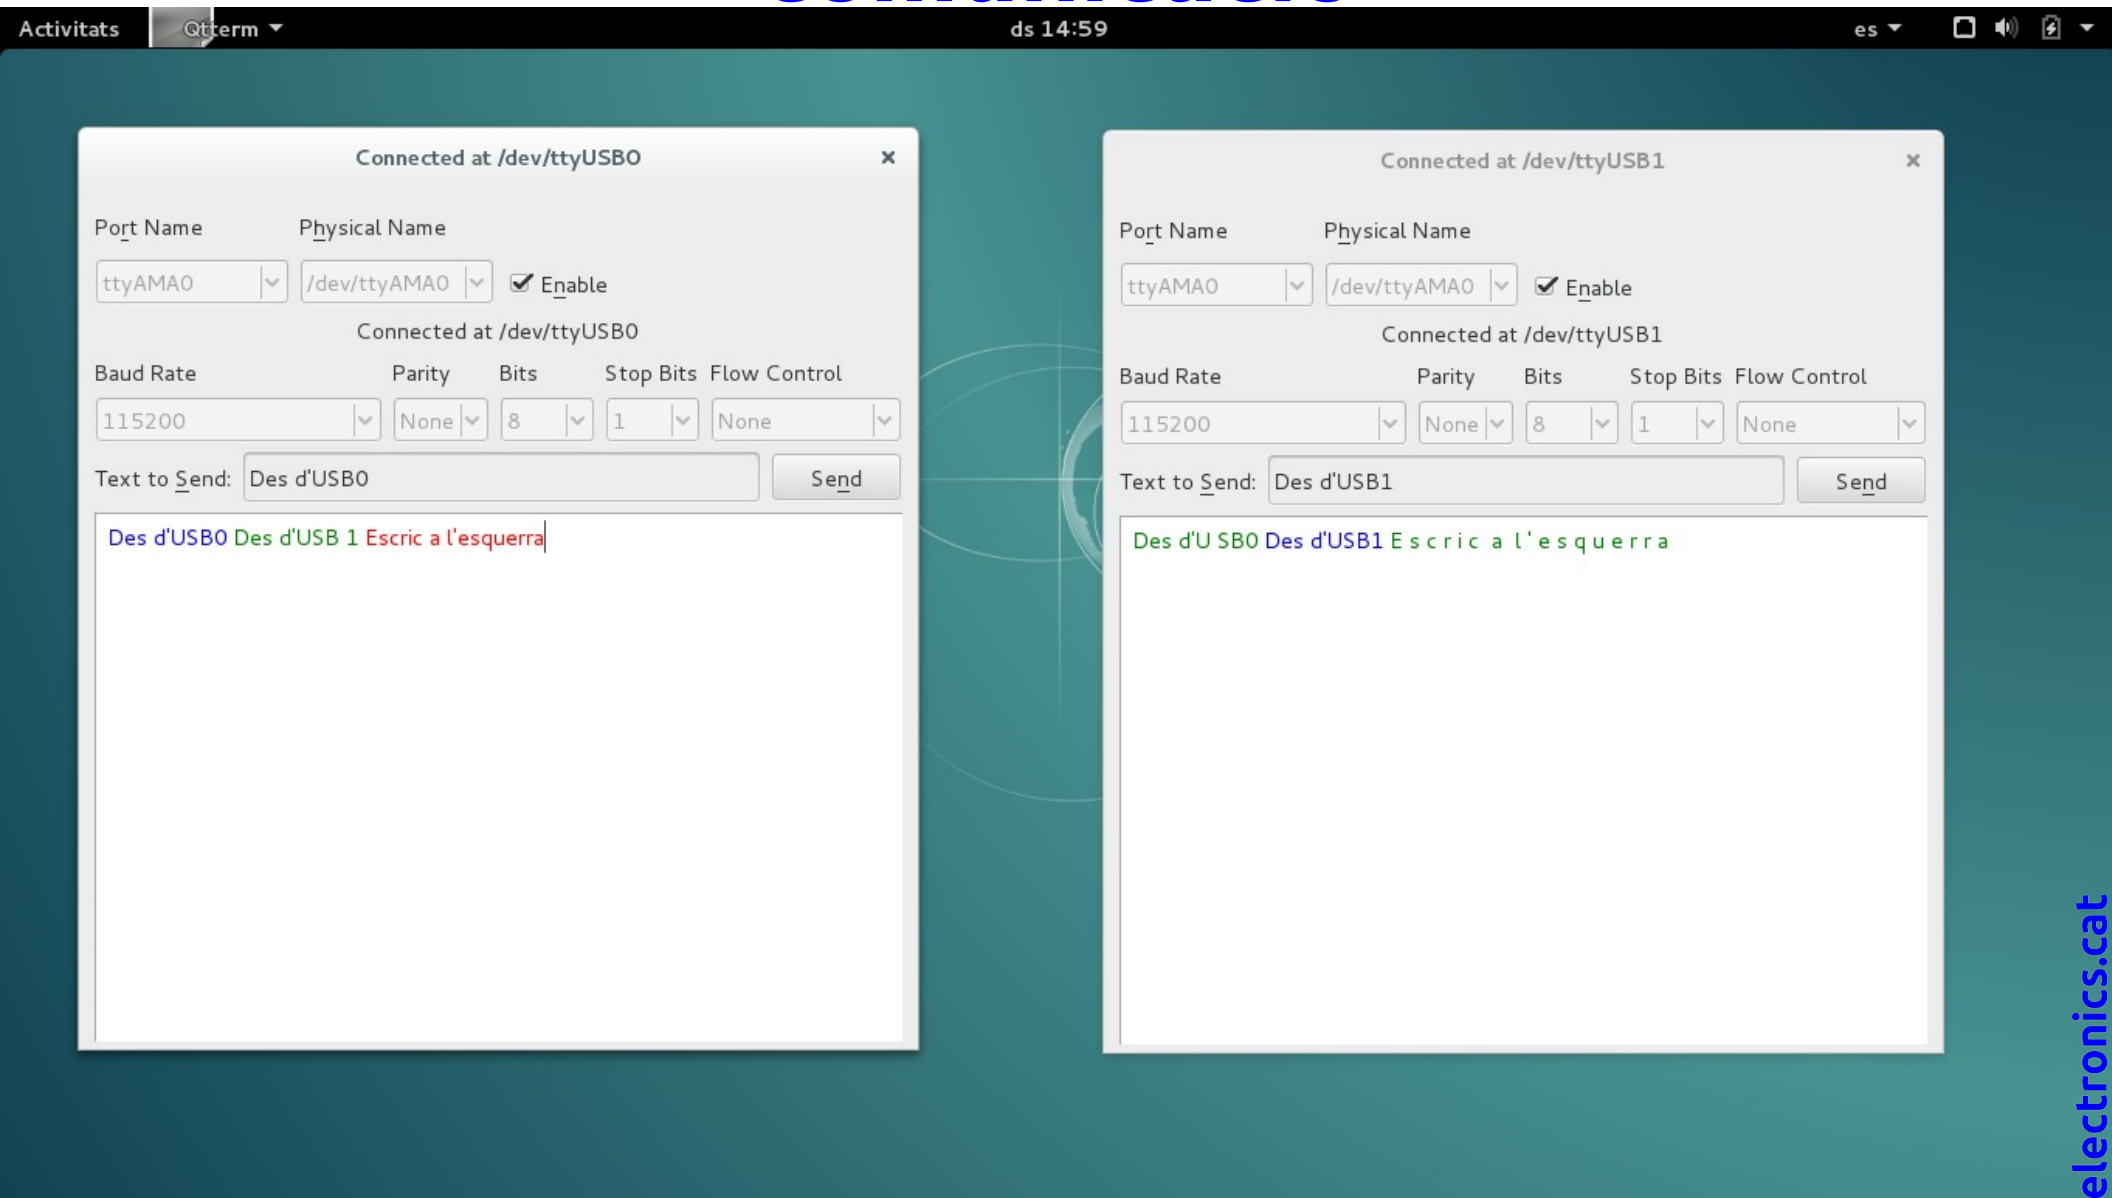 Activitats Qtterm ds 14:59 es
Connected at /dev/ttyUSB0
Port Name Physical Name
ttyAMA0 /dev/ttyAMA0 Enable
Connected at /dev/ttyUSB0
Baud Rate Parity Bits Stop Bits Flow Control
115200 None 8 1 None
Text to Send: Des d'USB0 Send
Des d'USB0 Des d'USB 1 Escric a l'esquerra
Connected at /dev/ttyUSB1
Port Name Physical Name
ttyAMA0 /dev/ttyAMA0 Enable
Connected at /dev/ttyUSB1
Baud Rate Parity Bits Stop Bits Flow Control
115200 None 8 1 None
Text to Send: Des d'USB1 Send
Des d'U SB0 Des d'USB1 E s c r i c a l ' e s q u e r r a
electronics.cat